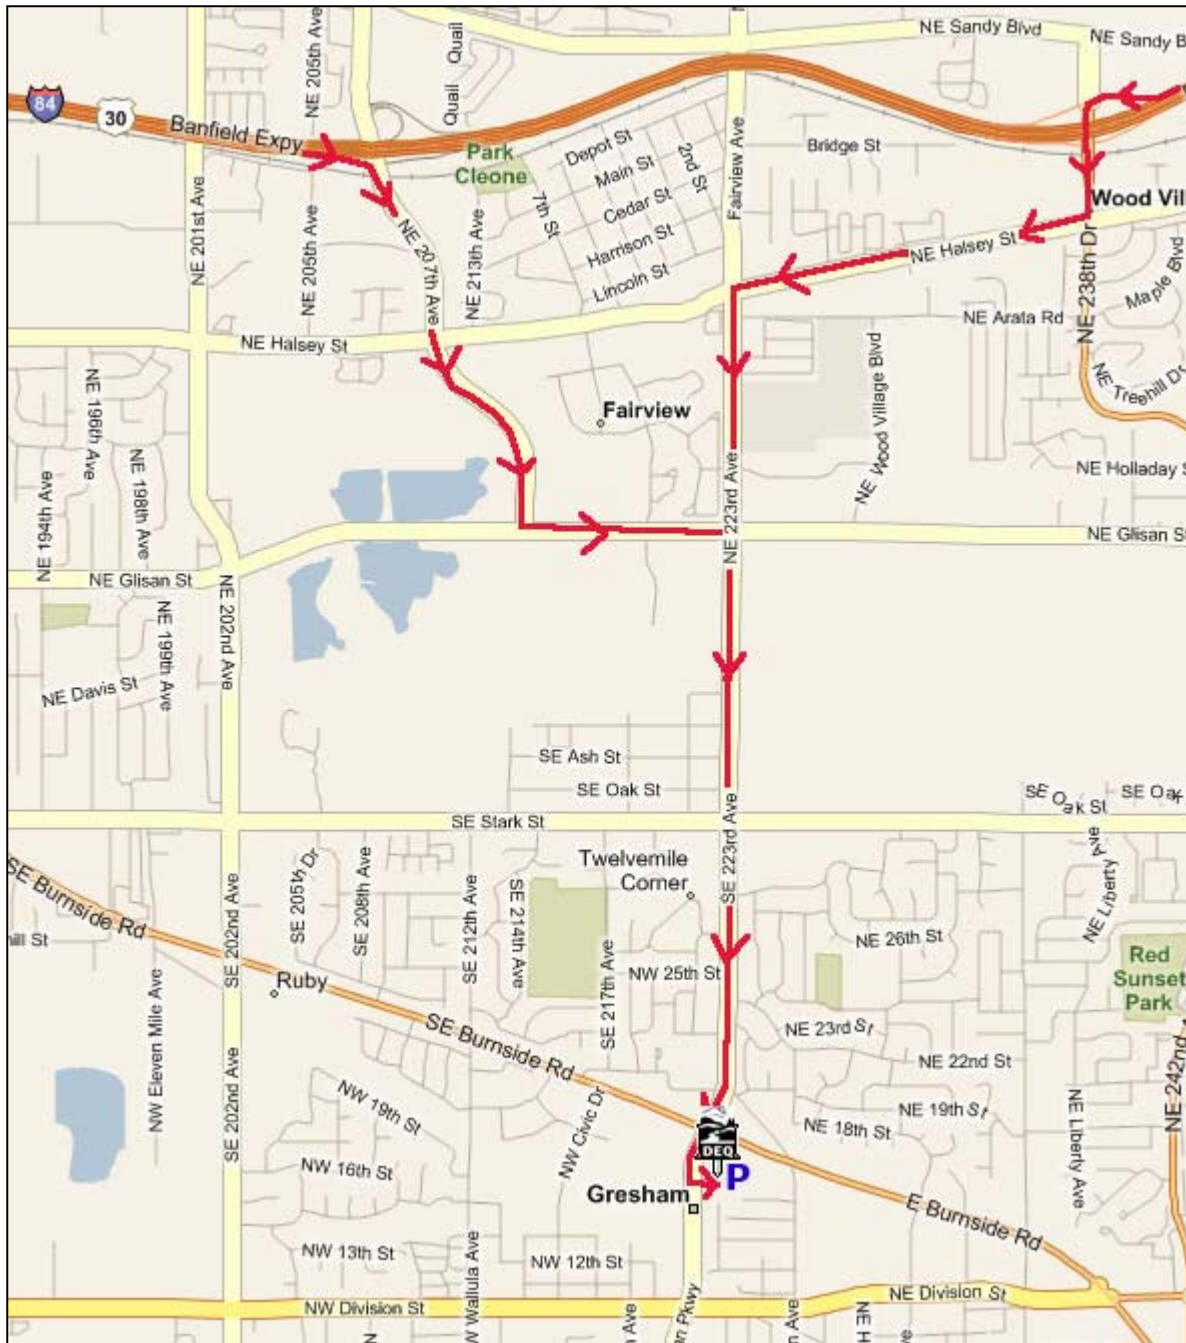 NE Sandy Blvd
NE Sandy B
NE 205th Ave
Quail
Quail
84
30
Banfield Expy
NE 201st Ave
Park
Cleone
Depot St
Main St
2nd St
Cedar St
7th St
Harrison St
Lincoln St
Fairview Ave
Bridge St
Wood Vil
NE 205th Ave
NE 207th Ave
NE 213th Ave
NE Halsey St
NE 238th Dr
Maple Blvd
NE Arata Rd
NE Halsey St
NE Treehill Dr
NE 196th Ave
Fairview
NE Wood Village Blvd
NE 194th Ave
NE 198th Ave
NE 223rd Ave
NE Holladay S
NE Glisan St
NE Glisan St
NE 199th Ave
NE 202nd Ave
NE Davis St
SE Ash St
SE Oak St
SE Oak St
SE Oak
SE Stark St
SE 223rd Ave
Twelvemile
Corner
SE Burnside Rd
SE 202nd Ave
SE 205th Dr
SE 208th Ave
SE 212th Ave
SE 214th Ave
SE 217th Ave
NE Liberty Ave
NE 26th St
ill St
NW 25th St
Red
Sunset
Park
NW Eleven Mile Ave
Ruby
SE Burnside Rd
NE 23rd St
NE 22nd St
NE 242nd
SE 202nd Ave
NW 19th St
NW Civic Dr
NE 19th St
NE 18th St
NE Liberty Ave
DEQ
P
NW 16th St
Gresham
E Burnside Rd
NW 13th St
NW Wallula Ave
NW 12th St
NW Division St
NE Division St
n Pkwy
n Ave
n Ave
NE H
N